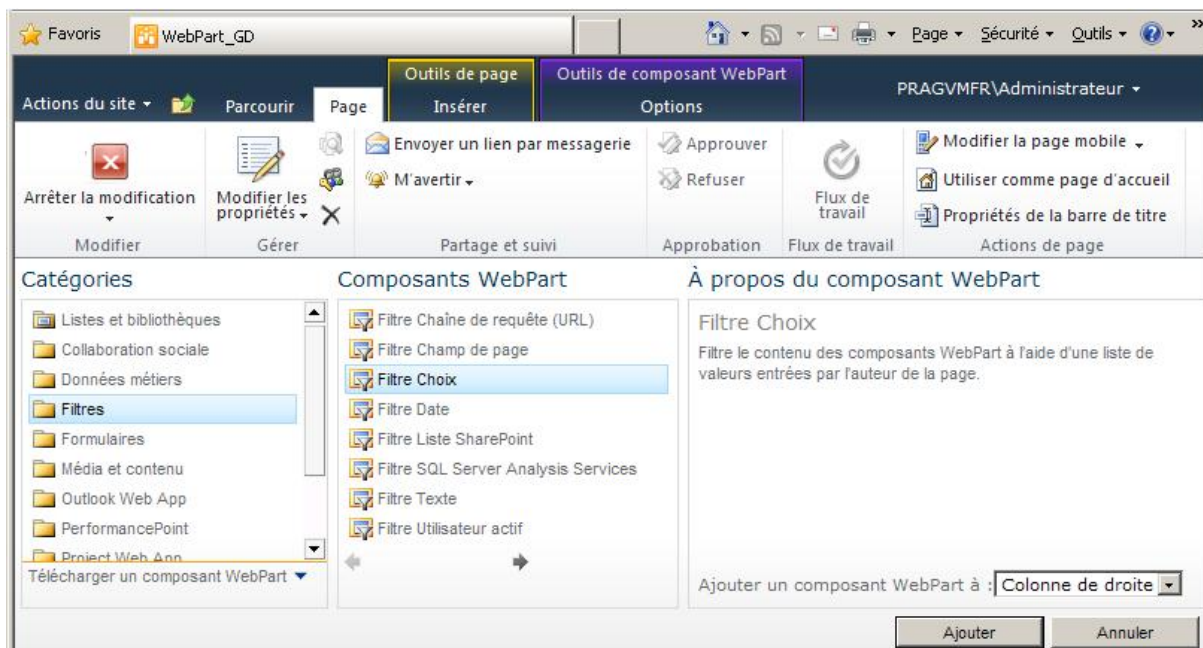 Favoris
WebPart_GD
Page
Sécurité
Outils
»
Actions du site
Parcourir
Page
Outils de page
Insérer
Outils de composant WebPart
Options
PRAGVMFR\Administrateur
Arrêter la modification
Modifier
Modifier les
propriétés
Gérer
Envoyer un lien par messagerie
M'avertir
Partage et suivi
Approuver
Refuser
Approbation
Flux de
travail
Flux de travail
Modifier la page mobile
Utiliser comme page d'accueil
Propriétés de la barre de titre
Actions de page
Catégories
Listes et bibliothèques
Collaboration sociale
Données métiers
Filtres
Formulaires
Média et contenu
Outlook Web App
PerformancePoint
Project Web App
Télécharger un composant WebPart
Composants WebPart
Filtre Chaîne de requête (URL)
Filtre Champ de page
Filtre Choix
Filtre Date
Filtre Liste SharePoint
Filtre SQL Server Analysis Services
Filtre Texte
Filtre Utilisateur actif
À propos du composant WebPart
Filtre Choix
Filtre le contenu des composants WebPart à l'aide d'une liste de
valeurs entrées par l'auteur de la page.
Ajouter un composant WebPart à : Colonne de droite
Ajouter
Annuler